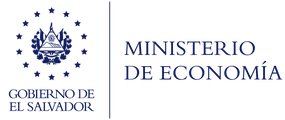 GOBIERNO DE
EL SALVADOR
MINISTERIO
DE ECONOMÍA